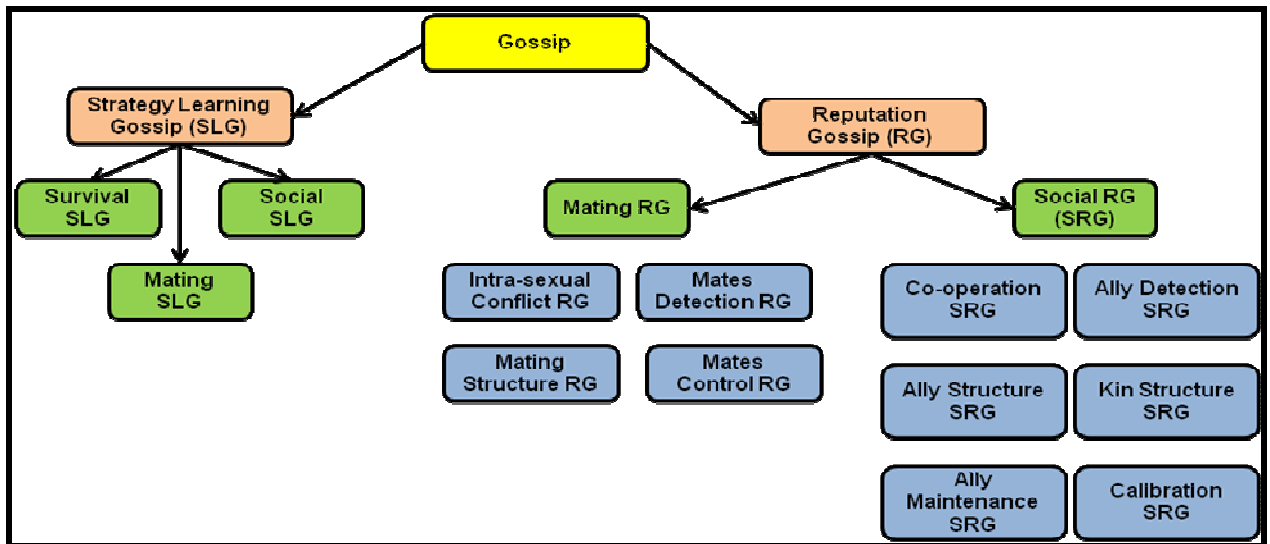 Gossip
Strategy Learning
Gossip (SLG)
Reputation
Gossip (RG)
Survival
SLG
Social
SLG
Mating
SLG
Mating RG
Social RG
(SRG)
Intra-sexual
Conflict RG
Mates
Detection RG
Mating
Structure RG
Mates
Control RG
Co-operation
SRG
Ally Detection
SRG
Ally Structure
SRG
Kin Structure
SRG
Ally
Maintenance
SRG
Calibration
SRG